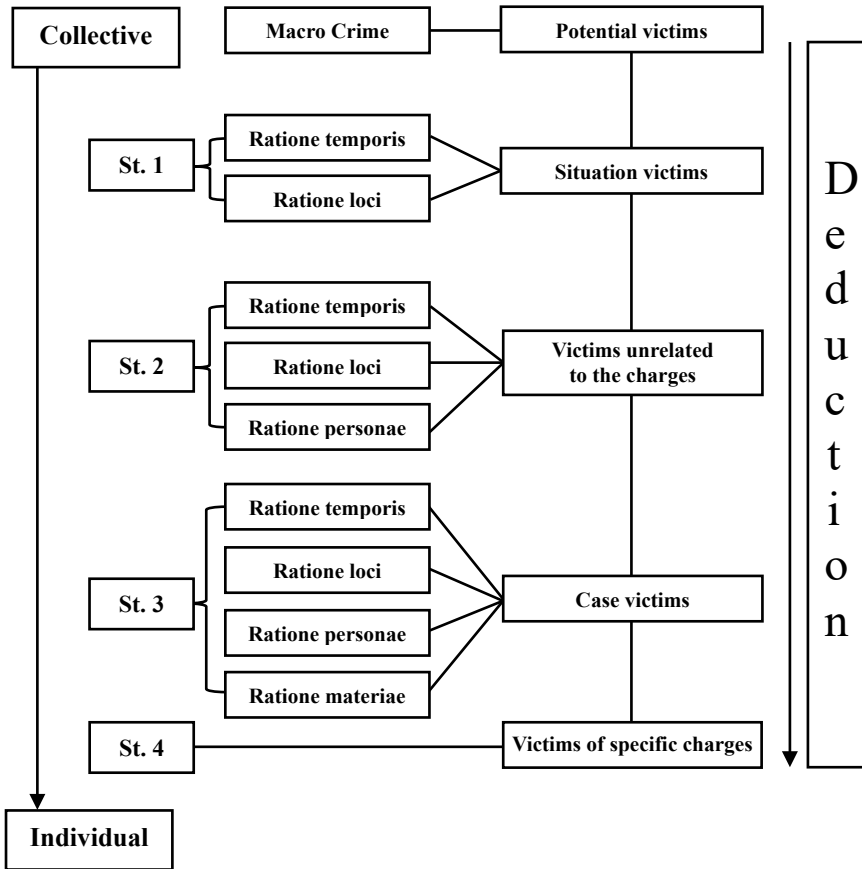 Collective
Macro Crime
Potential victims
St. 1
Ratione temporis
Ratione loci
Situation victims
St. 2
Ratione temporis
Ratione loci
Ratione personae
Victims unrelated
to the charges
St. 3
Ratione temporis
Ratione loci
Ratione personae
Ratione materiae
Case victims
St. 4
Victims of specific charges
Individual
Deduction